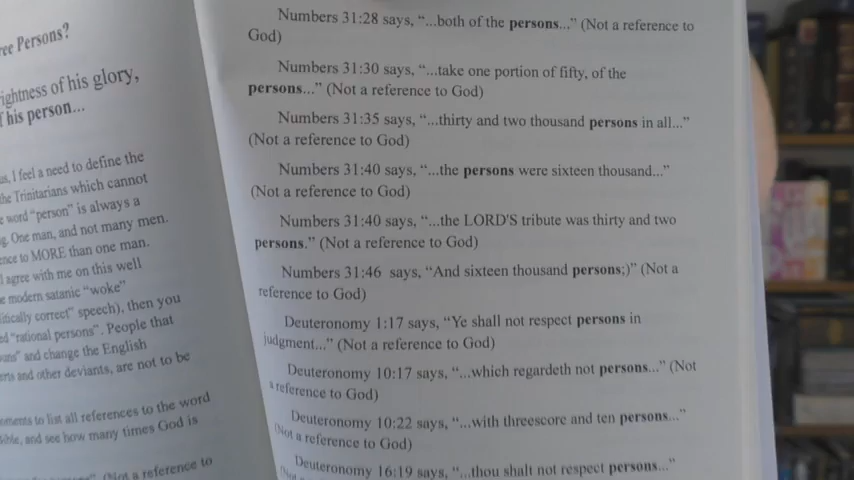 ree Persons?
ightness of his glory,
f his person...
as, I feel a need to define the
the Trinitarians which cannot
e word “person” is always a
g. One man, and not many men.
ence to MORE than one man.
l agree with me on this well
e modern satanic “woke”
itically correct” speech), then you
ed “rational persons”. People that
ouns” and change the English
erts and other deviants, are not to be
oments to list all references to the word
ible, and see how many times God is
(Not a reference to
Numbers 31:28 says, “...both of the persons...” (Not a reference to
God)
Numbers 31:30 says, “...take one portion of fifty, of the
persons...” (Not a reference to God)
Numbers 31:35 says, “...thirty and two thousand persons in all...”
(Not a reference to God)
Numbers 31:40 says, “...the persons were sixteen thousand...”
(Not a reference to God)
Numbers 31:40 says, “...the LORD'S tribute was thirty and two
persons.” (Not a reference to God)
Numbers 31:46 says, “And sixteen thousand persons;)” (Not a
reference to God)
Deuteronomy 1:17 says, “Ye shall not respect persons in
judgment...” (Not a reference to God)
Deuteronomy 10:17 says, “...which regardeth not persons...” (Not
a reference to God)
Deuteronomy 10:22 says, “...with threescore and ten persons...”
(Not a reference to God)
Deuteronomy 16:19 says, “...thou shalt not respect persons...”
(Not